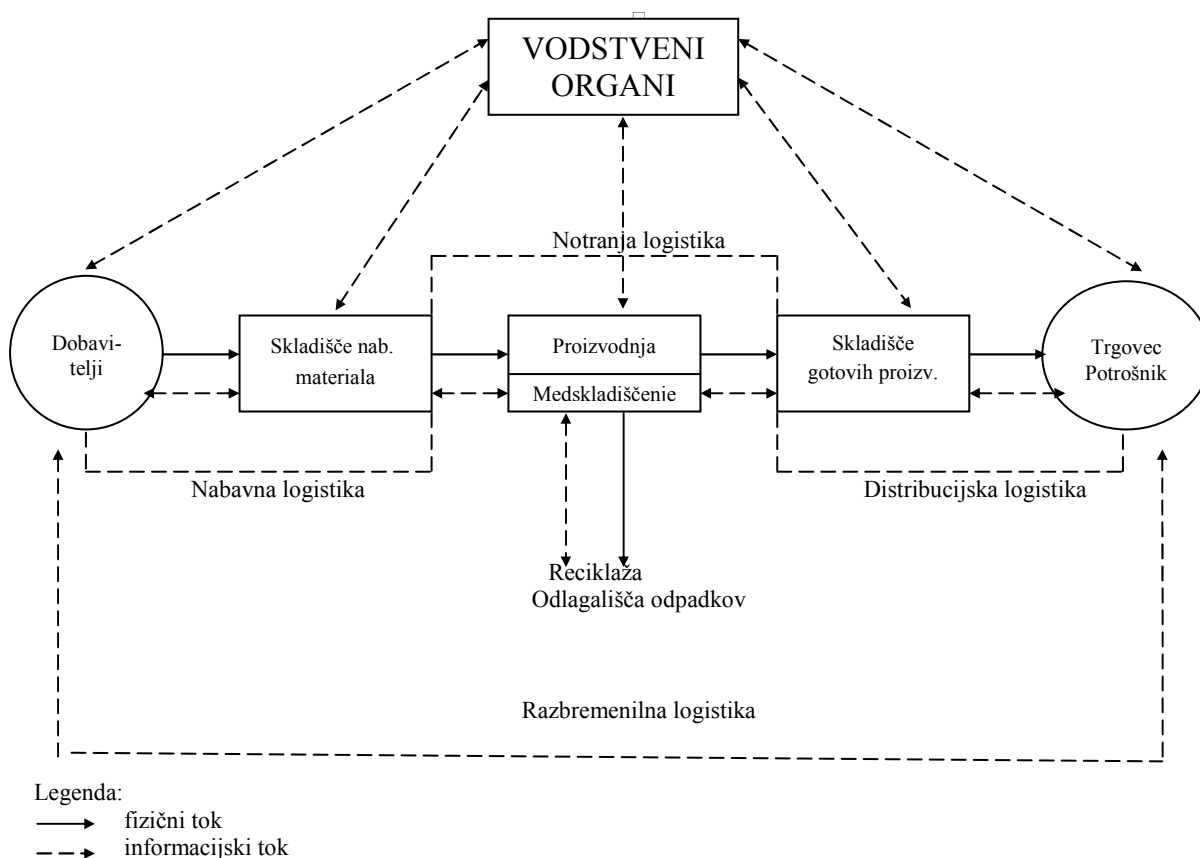 VODSTVENI
ORGANI
Notranja logistika
Dobavi-
telji
Skladišče nab.
materiala
Proizvodnja
Medskladiščenje
Skladišče
gotovih proizv.
Trgovec
Potrošnik
Nabavna logistika
Distribucijska logistika
Reciklaža
Odlagališča odpadkov
Razbremenilna logistika
Legenda:
fizični tok
informacijski tok